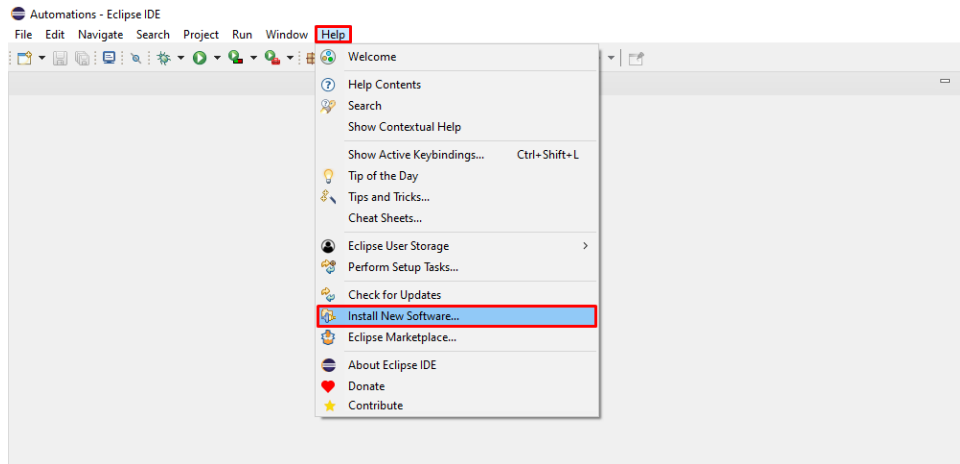 Automations - Eclipse IDE
File Edit Navigate Search Project Run Window Help
Welcome
Help Contents
Search
Show Contextual Help
Show Active Keybindings... Ctrl+Shift+L
Tip of the Day
Tips and Tricks...
Cheat Sheets...
Eclipse User Storage
Perform Setup Tasks...
Check for Updates
Install New Software...
Eclipse Marketplace...
About Eclipse IDE
Donate
Contribute